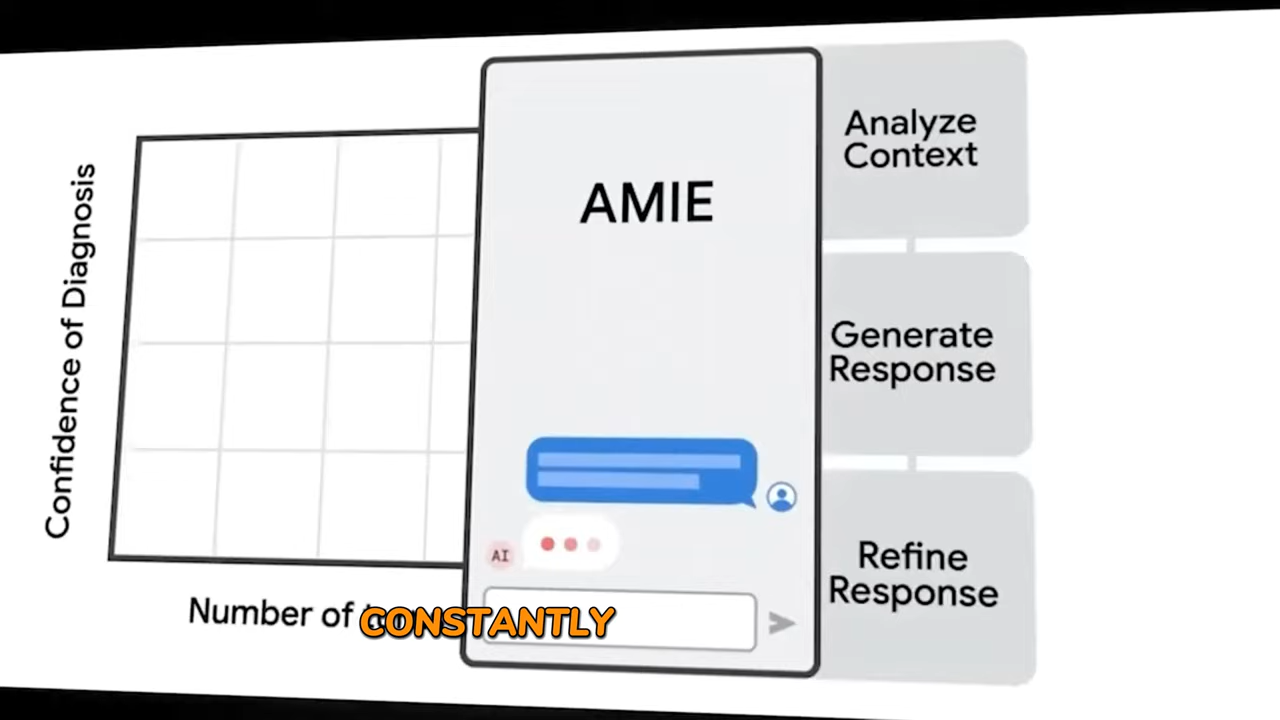 Confidence of Diagnosis
Number of
CONSTANTLY
AMIE
AI
Analyze
Context
Generate
Response
Refine
Response